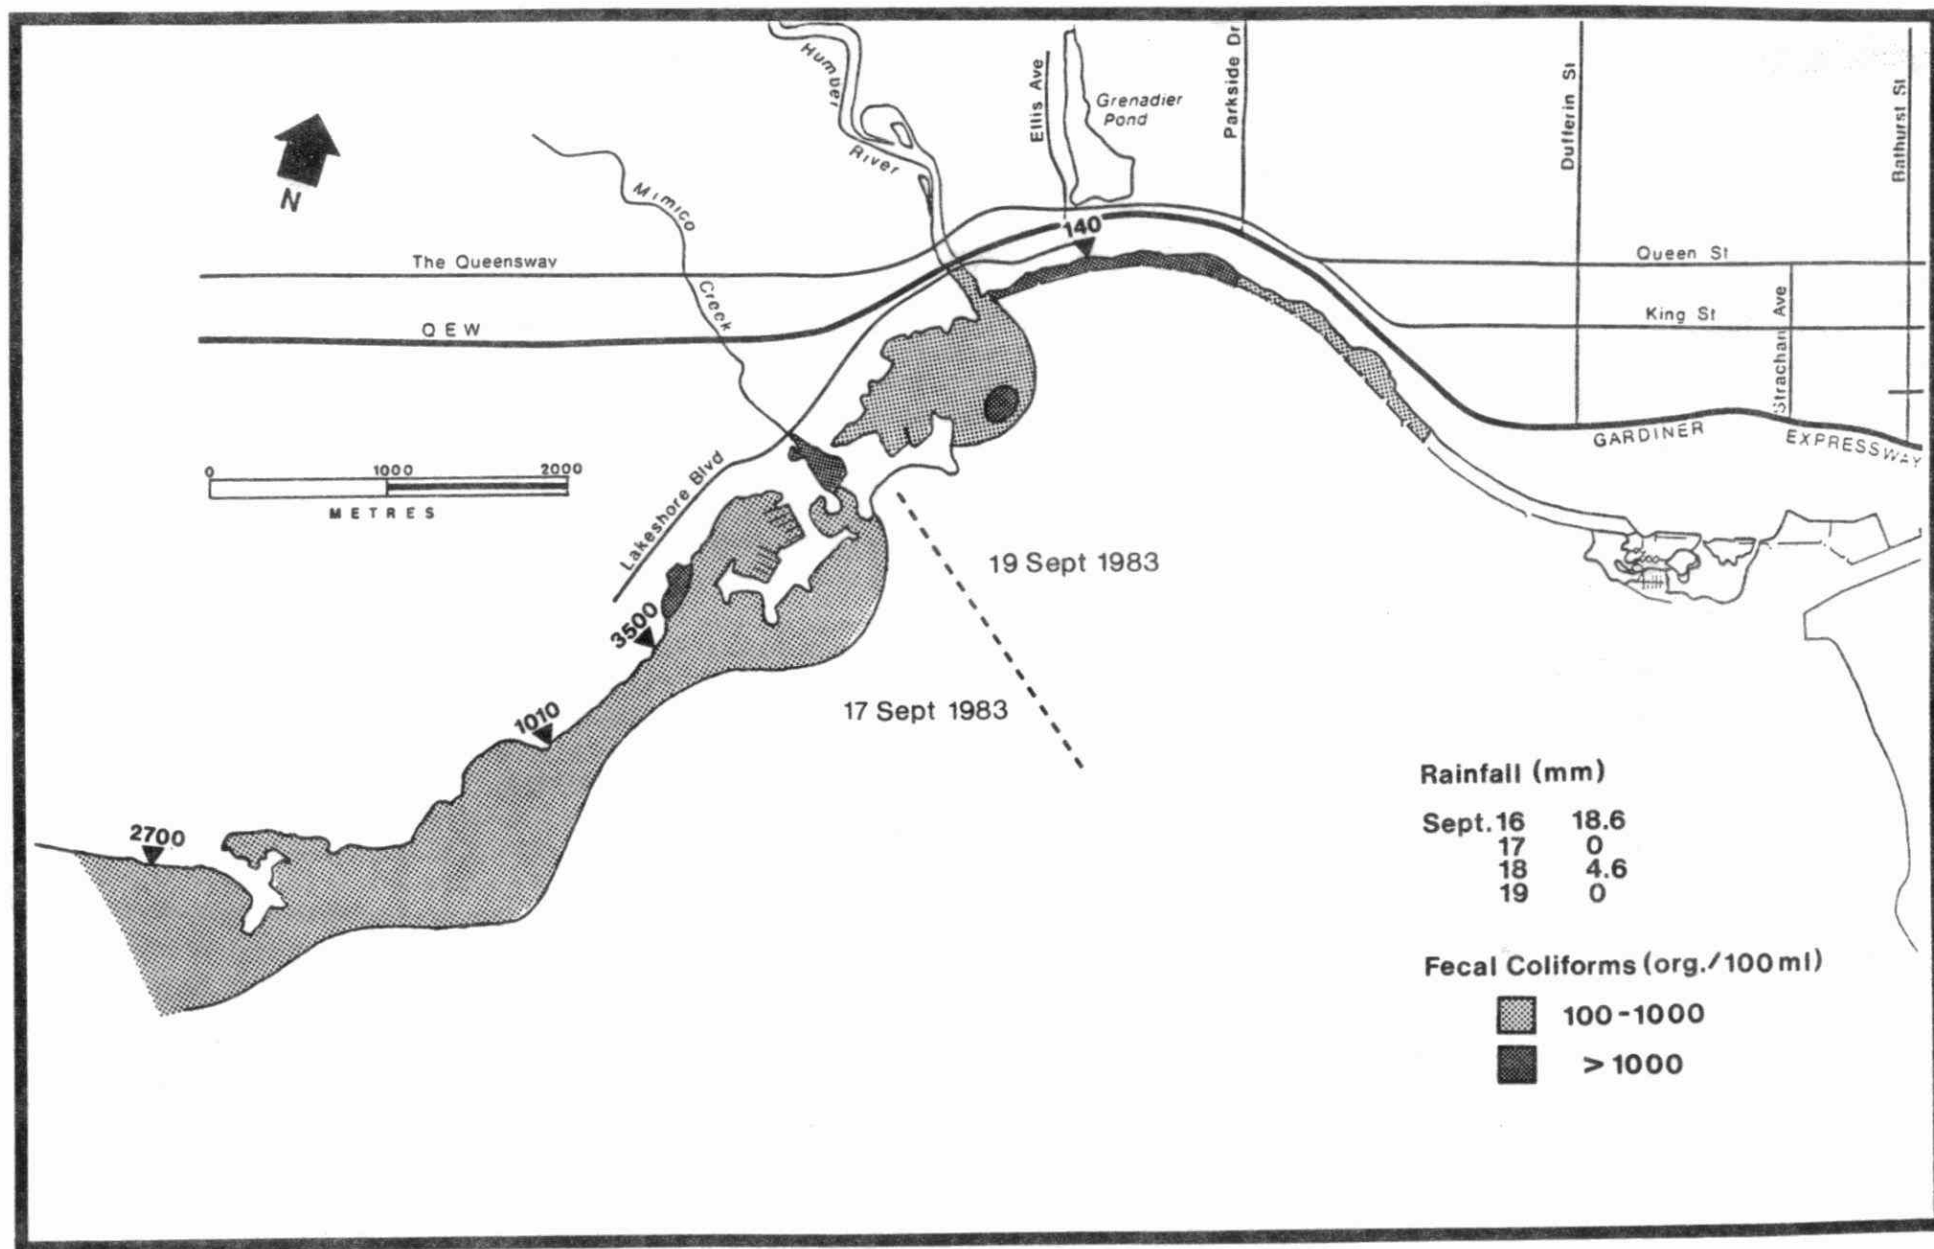 Humber
River
Ellis Ave
Grenadier
Pond
Parkside Dr
Dufferin St
Bathurst St
N
Mimico
Creek
140
The Queensway
Queen St
QEW
King St
Strachan Ave
GARDINER
EXPRESSWAY
0 1000 2000
METRES
Lakeshore Blvd
19 Sept 1983
3500
17 Sept 1983
1010
2700
Rainfall (mm)
Sept. 16 18.6
17 0
18 4.6
19 0
Fecal Coliforms (org./100ml)
100-1000
>1000